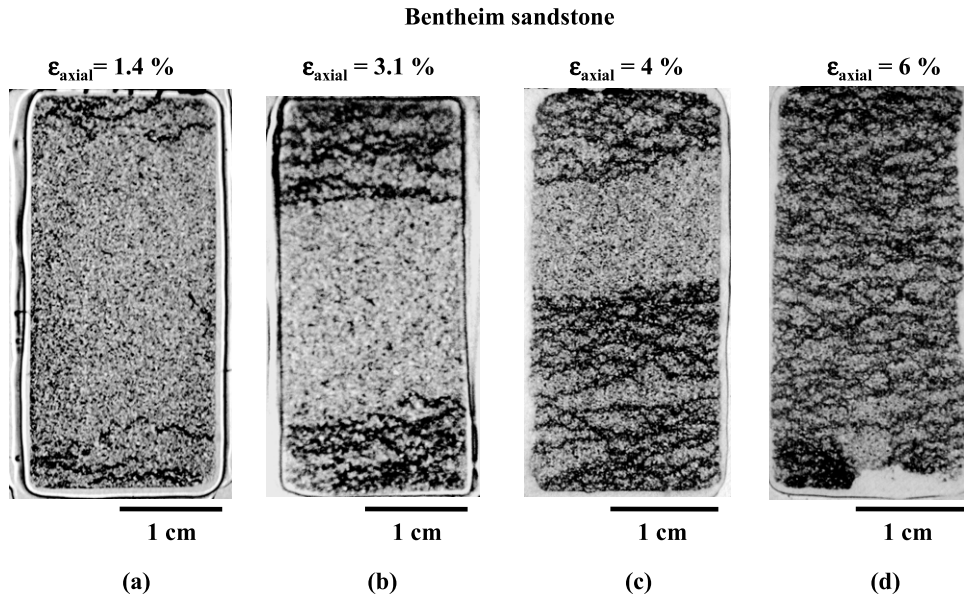 Bentheim sandstone
εaxial= 1.4 %
εaxial = 3.1 %
εaxial = 4 %
εaxial = 6 %
1 cm
1 cm
1 cm
1 cm
(a)
(b)
(c)
(d)